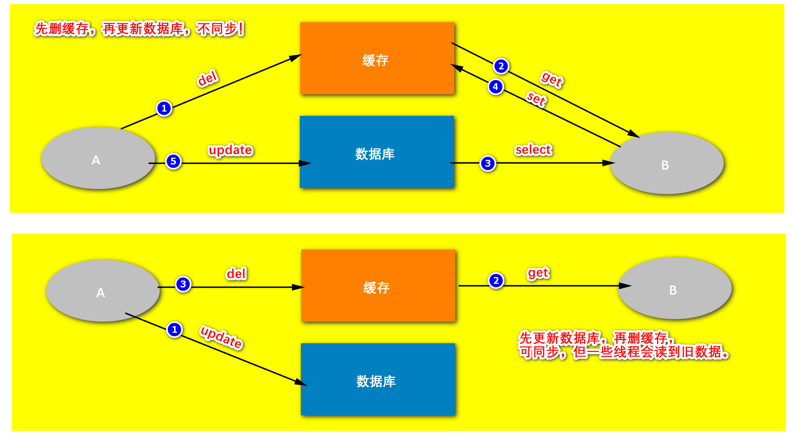 先删缓存，再更新数据库，不同步！
缓存
2
get
4
set
del
1
A
5
update
数据库
3
select
B
A
3
del
缓存
2
get
B
1
update
先更新数据库，再删缓存，
可同步，但一些线程会读到旧数据。
数据库